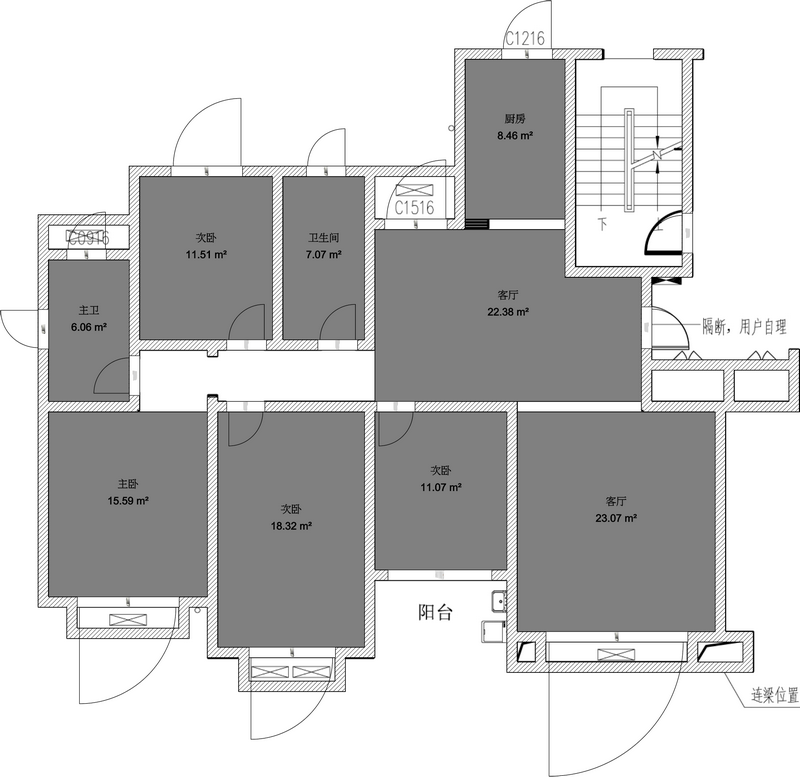 C1216
厨房
8.46 m²
次卧
11.51 m²
卫生间
7.07 m²
C1516
下
上
C0916
主卫
6.06 m²
客厅
22.38 m²
隔断，用户自理
主卧
15.59 m²
次卧
18.32 m²
次卧
11.07 m²
客厅
23.07 m²
阳台
连梁位置